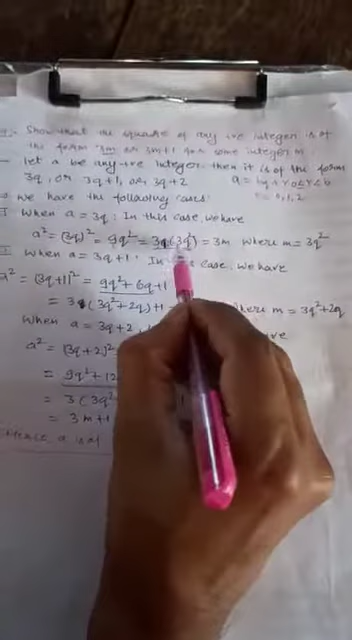 Show that the square of any +ve integer is of
the form 3m or 3m+1 for some integer m.
let a be any +ve integer. then it is of the form
3q, or 3q+1, or 3q+2 a = bq+r 0≤r<b
we have the following cases: r = 0,1,2
I When a = 3q : In this case, we have
a² = (3q)² = 9q² = 3q(3q²) = 3m where m = 3q²
II When a = 3q+1 : In case, we have
a² = (3q+1)² = 9q² + 6q+1
= 3(3q²+2q)+1 where m = 3q²+2q
When a = 3q+2,
a² = (3q+2)²
= 9q²+12
= 3(3q²
= 3m+1
Hence, a is of